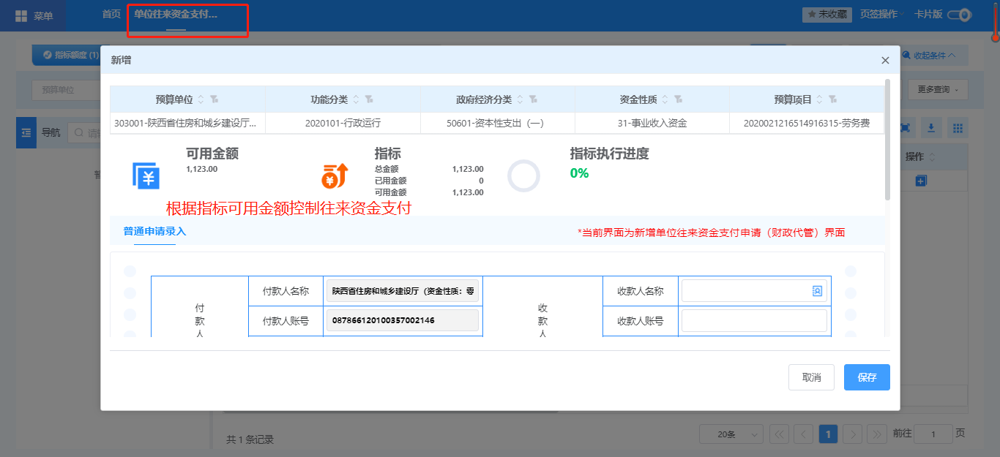 菜单
首页
单位往来资金支付...
未收藏
页签操作
卡片版
指标额度 (1)
收起条件
预算单位
更多查询
导航
操作
新增
预算单位
功能分类
政府经济分类
资金性质
预算项目
303001-陕西省住房和城乡建设厅...
2020101-行政运行
50601-资本性支出（一）
31-事业收入资金
2020021216514916315-劳务费
可用金额
1,123.00
指标
总金额 1,123.00
已用金额 0
可用金额 1,123.00
指标执行进度
0%
根据指标可用金额控制往来资金支付
普通申请录入
*当前界面为新增单位往来资金支付申请（财政代管）界面
付款人
付款人名称
陕西省住房和城乡建设厅（资金性质：零
付款人账号
087866120100357002146
收款人
收款人名称
收款人账号
取消
保存
共 1 条记录
20条
1
前往 1 页